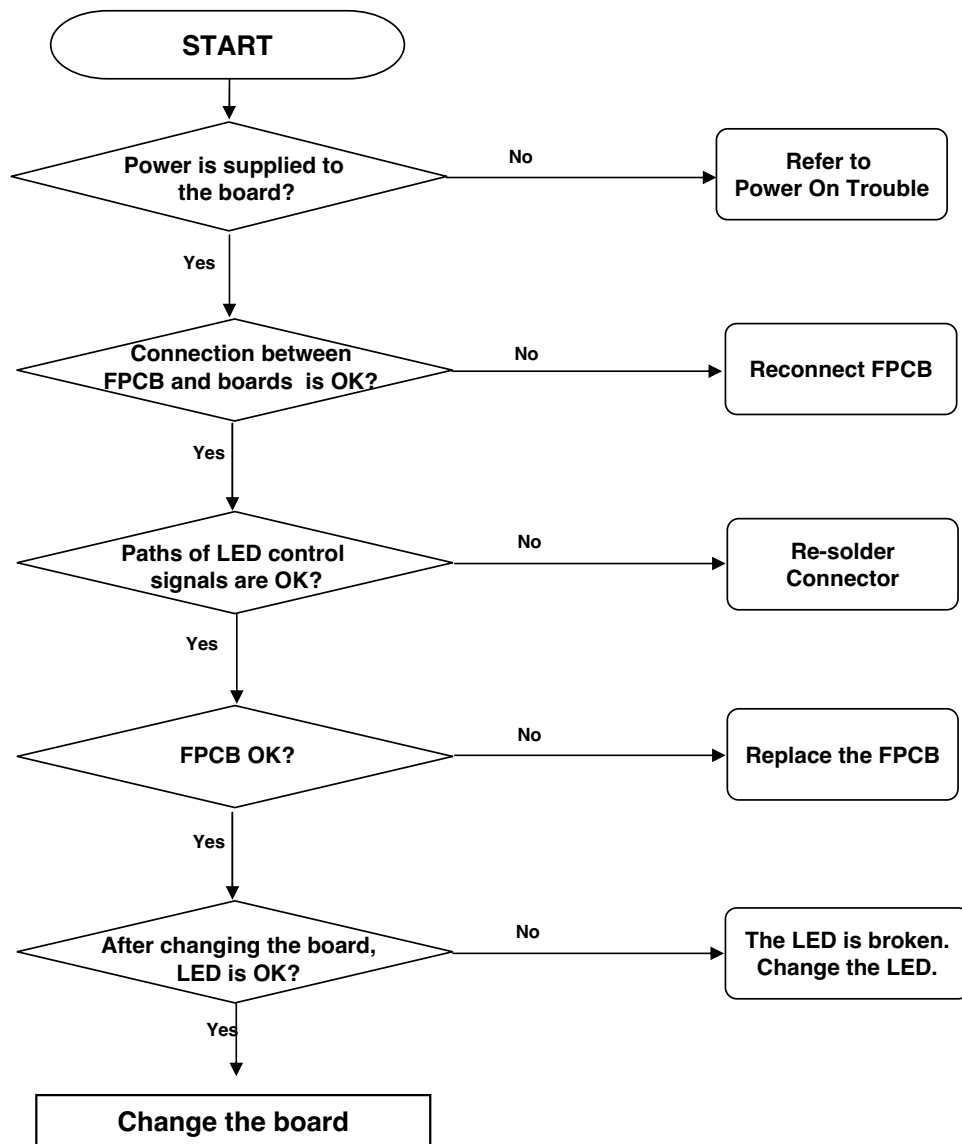 START
Power is supplied to
the board?
No
Refer to
Power On Trouble
Yes
Connection between
FPCB and boards is OK?
No
Reconnect FPCB
Yes
Paths of LED control
signals are OK?
No
Re-solder
Connector
Yes
FPCB OK?
No
Replace the FPCB
Yes
After changing the board,
LED is OK?
No
The LED is broken.
Change the LED.
Yes
Change the board